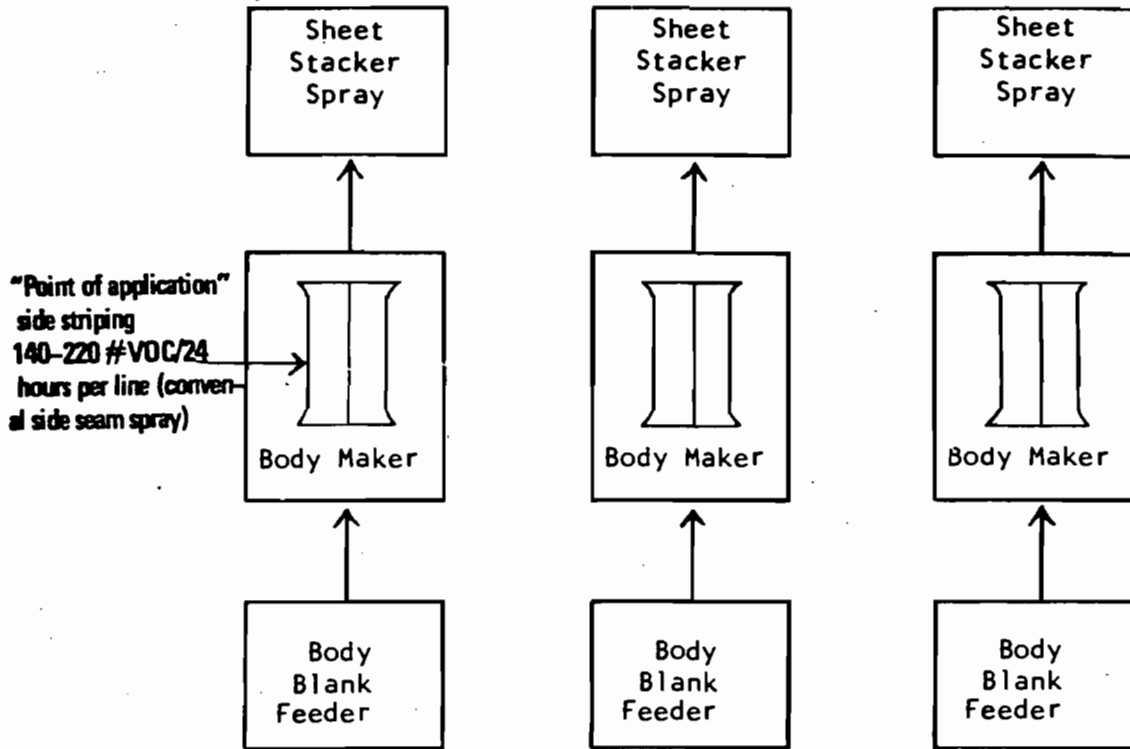 Sheet
Stacker
Spray
Sheet
Stacker
Spray
Sheet
Stacker
Spray
"Point of application"
side striping
140-220 #VOC/24
hours per line (conven-
al side seam spray)
Body Maker
Body Maker
Body Maker
Body
Blank
Feeder
Body
Blank
Feeder
Body
Blank
Feeder